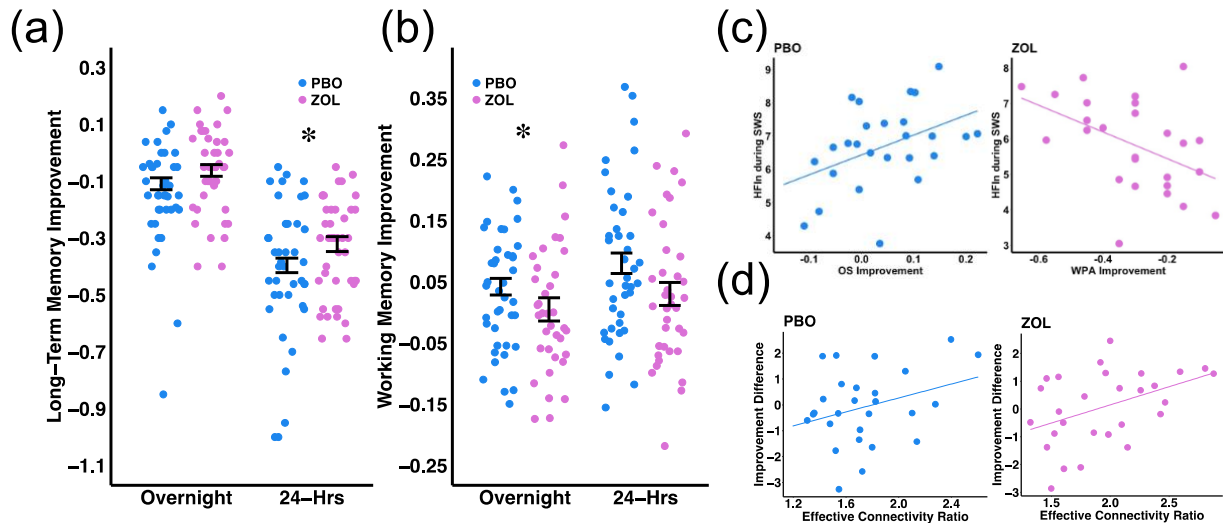 (a)
Long-Term Memory Improvement
0.3
0.1
-0.1
-0.3
-0.5
-0.7
-0.9
-1.1
PBO
ZOL
*
Overnight
24-Hrs
(b)
Working Memory Improvement
0.35
0.25
0.15
0.05
-0.05
-0.15
-0.25
PBO
ZOL
*
Overnight
24-Hrs
(c)
PBO
HFln during SWS
9
8
7
6
5
4
-0.1
0.0
0.1
0.2
OS Improvement
ZOL
HFln during SWS
8
7
6
5
4
3
-0.6
-0.4
-0.2
WPA Improvement
(d)
PBO
Improvement Difference
2
1
0
-1
-2
-3
1.2
1.6
2.0
2.4
Effective Connectivity Ratio
ZOL
Improvement Difference
2
1
0
-1
-2
-3
1.5
2.0
2.5
Effective Connectivity Ratio